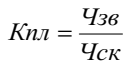 Кпл = Чзв / Чск